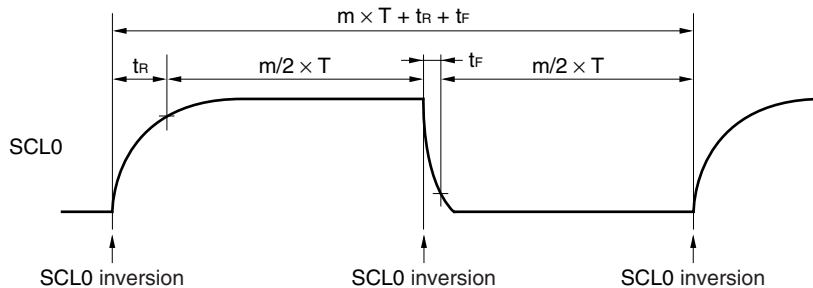 m × T + tR + tF
tR
m/2 × T
tF
m/2 × T
SCL0
SCL0 inversion
SCL0 inversion
SCL0 inversion